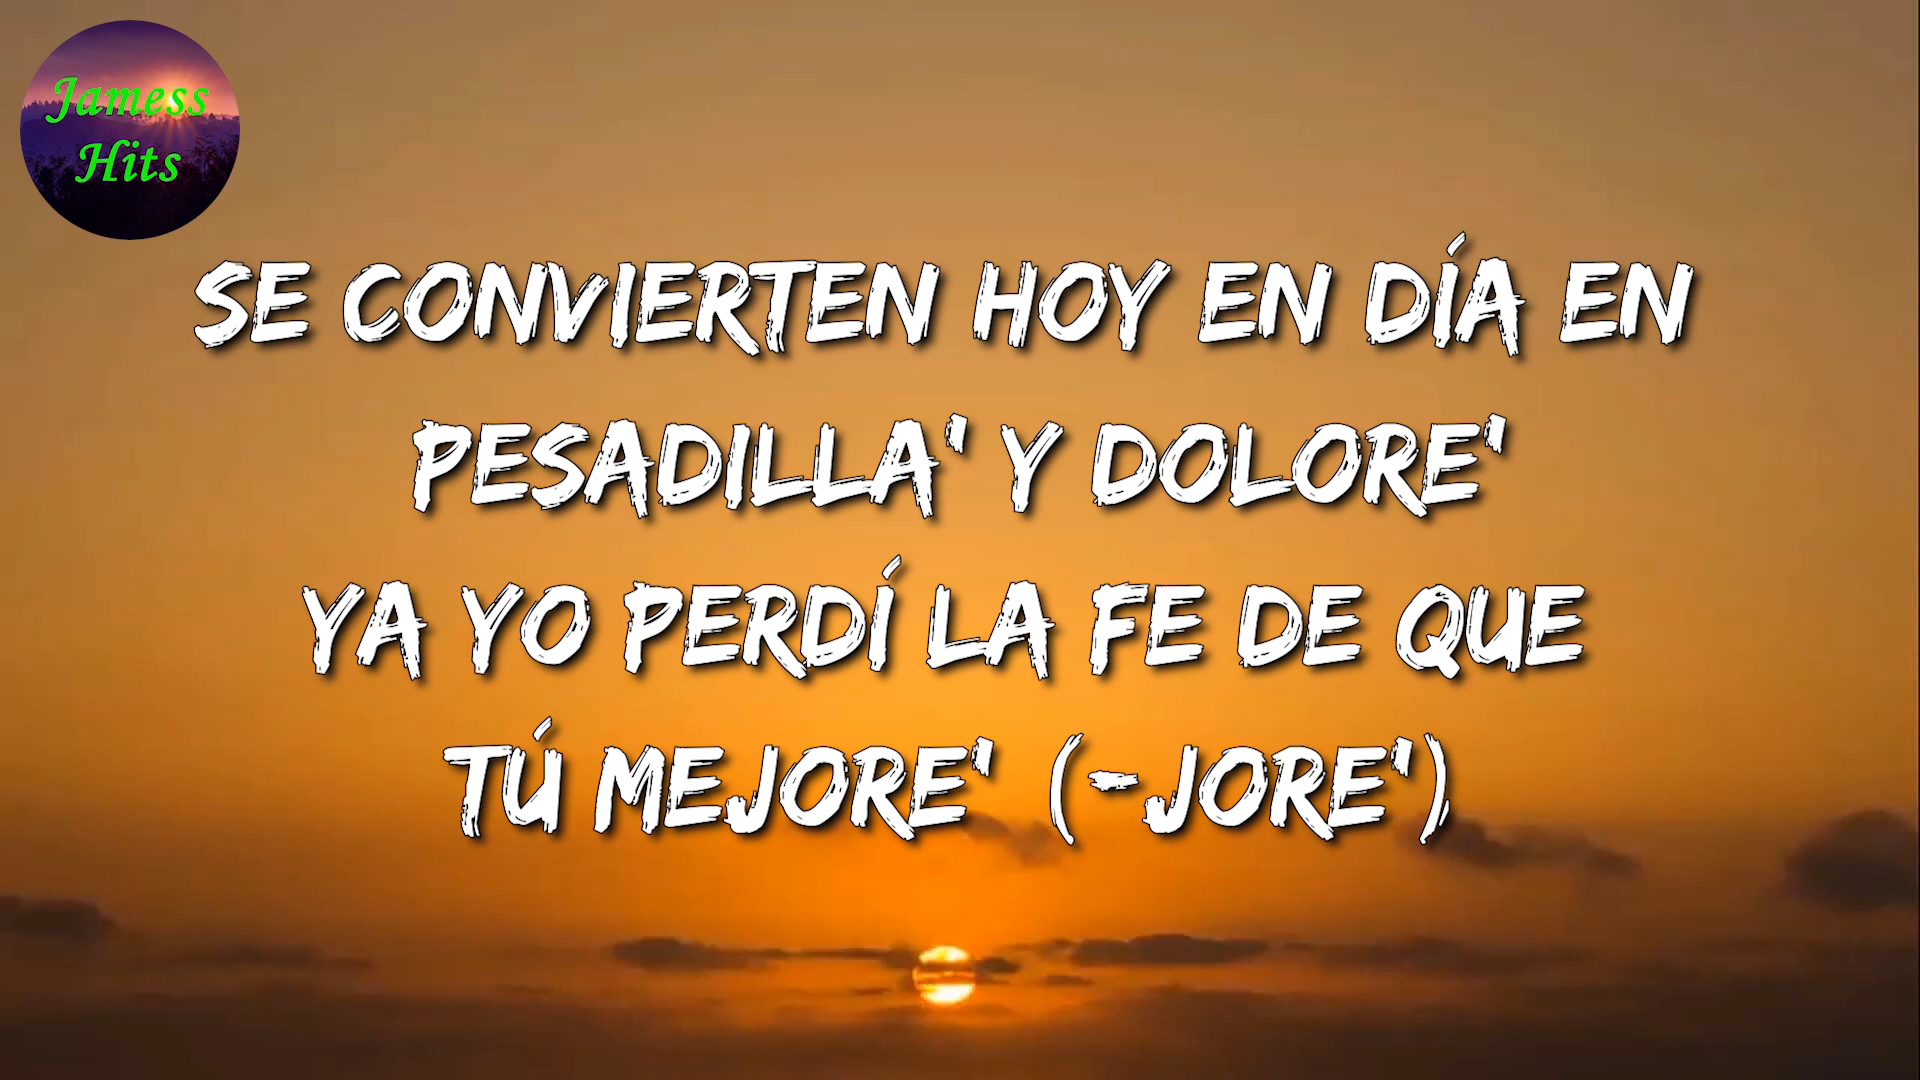 Jamess
Hits
SE CONVIERTEN HOY EN DÍA EN
PESADILLA' Y DOLORE'
YA YO PERDÍ LA FE DE QUE
TÚ MEJORE' (-JORE')